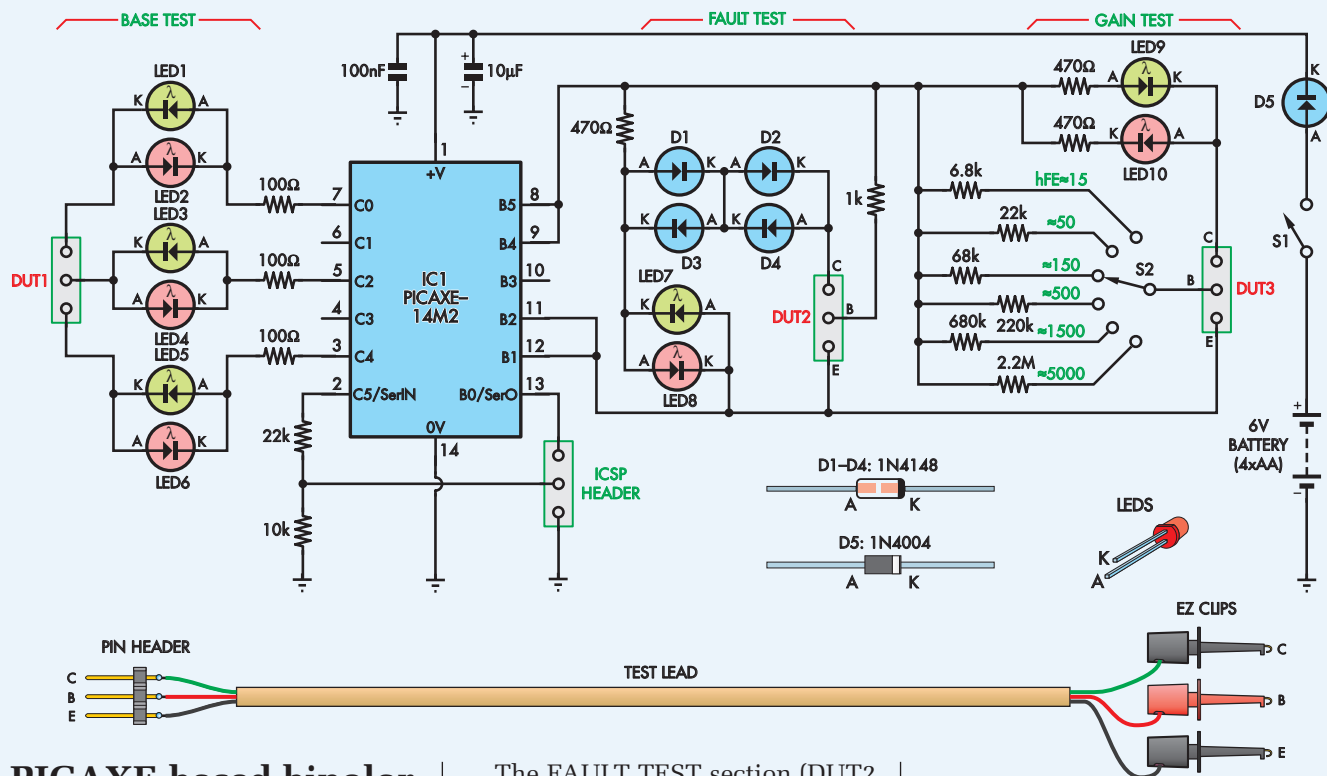 BASE TEST
FAULT TEST
GAIN TEST
LED1
K A
A K
LED2
LED3
K A
A K
LED4
LED5
K A
A K
LED6
DUT1
100Ω
100Ω
100Ω
100nF
+
10µF
–
1
+V
7 C0
6 C1
5 C2
4 C3
3 C4
2 C5/SerIN
IC1
PICAXE–
14M2
B5 8
B4 9
B3 10
B2 11
B1 12
B0/SerO 13
0V
14
22k
10k
ICSP
HEADER
470Ω
D1 D2
A K A K
K A K A
D3 D4
LED7
K A
A K
LED8
1k
C
DUT2 B
E
470Ω
LED9
A K
470Ω
K A
LED10
6.8k hFE≈15
22k ≈50
68k ≈150
220k ≈500
680k ≈1500
2.2M ≈5000
S2
C
B DUT3
E
K
D5
A
S1
+
6V
BATTERY
(4xAA)
–
D1–D4: 1N4148
A K
D5: 1N4004
A K
LEDS
K
A
PIN HEADER
C
B
E
TEST LEAD
EZ CLIPS
C
B
E
PICAXE-based bipolar
The FAULT TEST section (DUT2